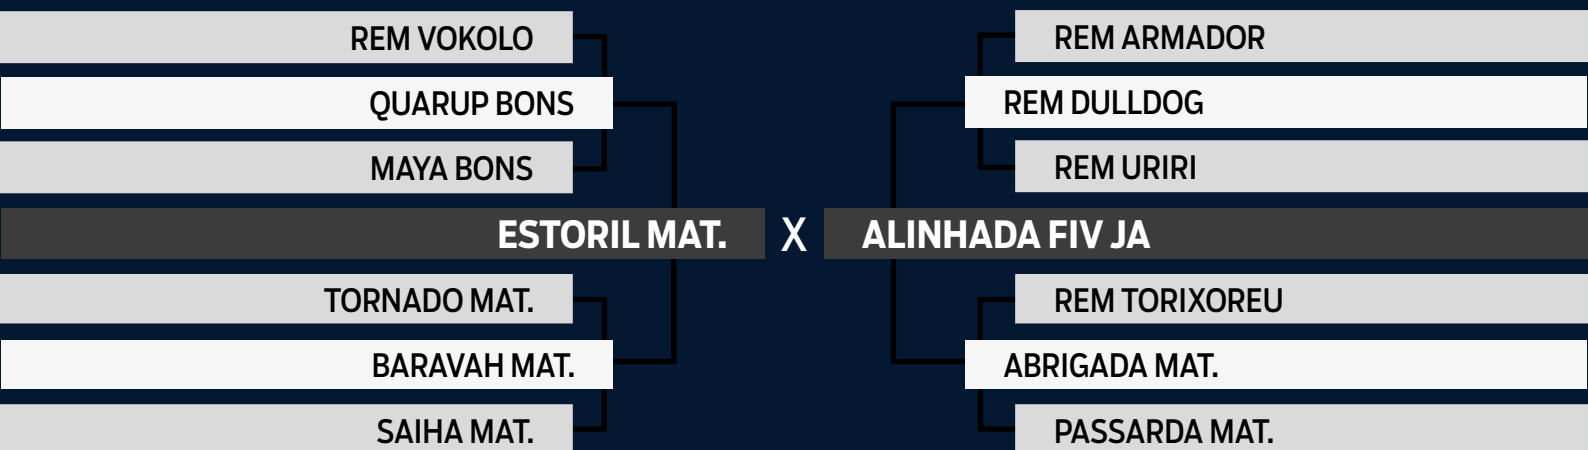 REM VOKOLO
QUARUP BONS
MAYA BONS
REM ARMADOR
REM DULLDOG
REM URIRI
ESTORIL MAT. X ALINHADA FIV JA
TORNADO MAT.
BARAVAH MAT.
SAIHA MAT.
REM TORIXOREU
ABRIGADA MAT.
PASSARDA MAT.